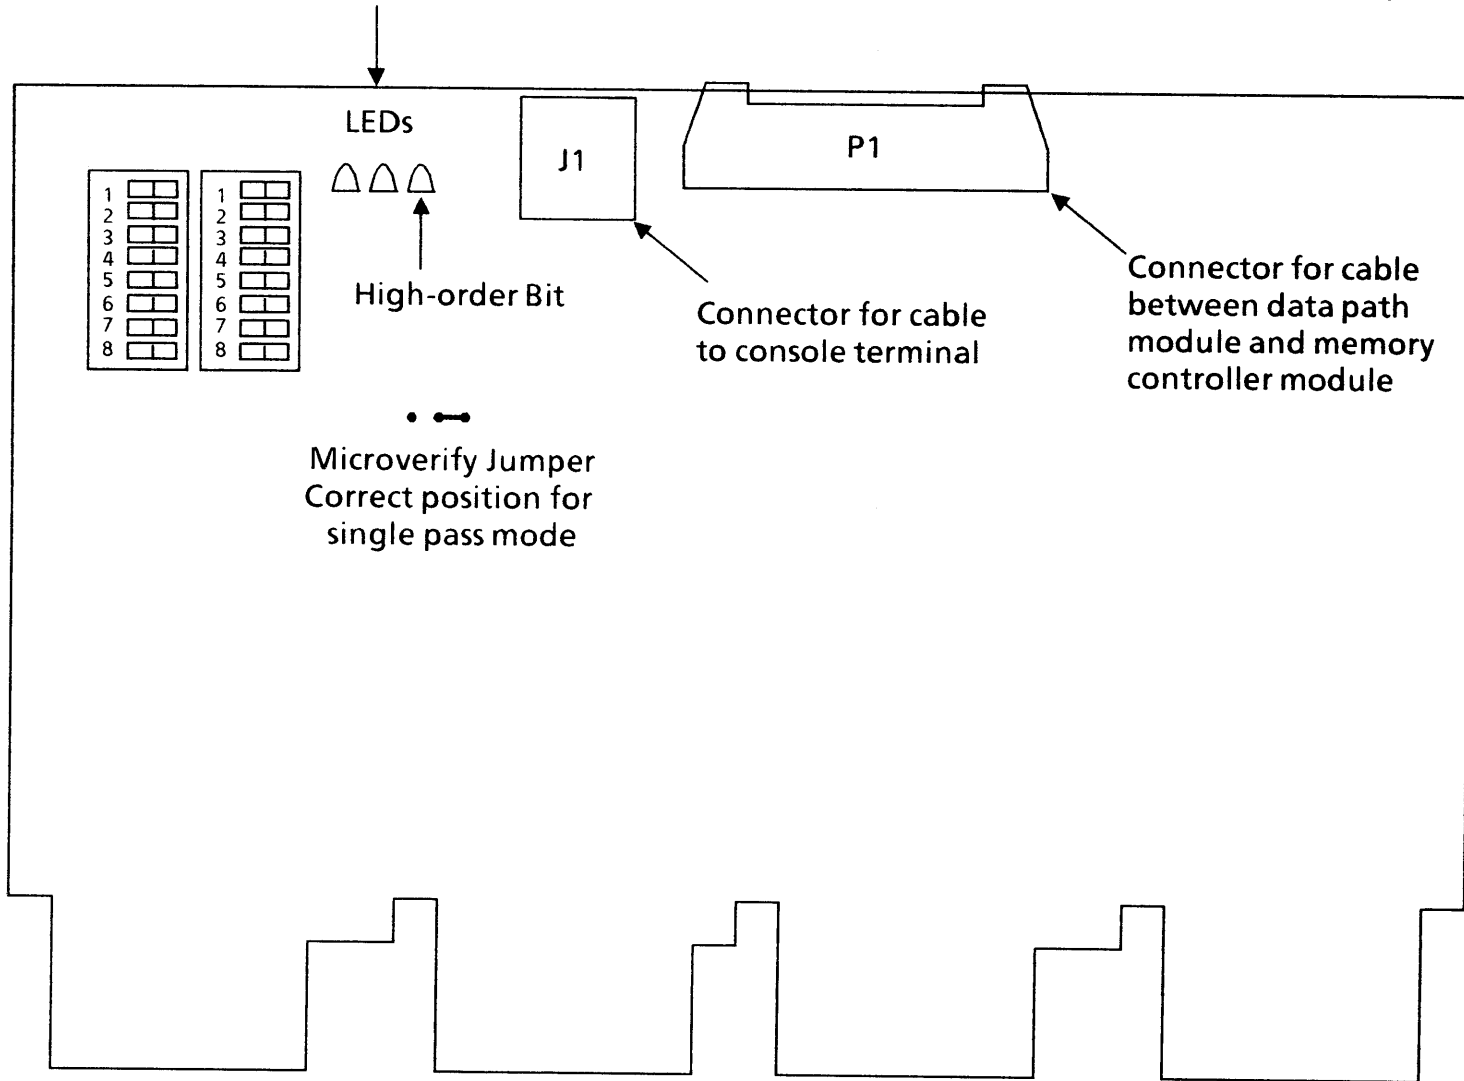 LEDs
J1
P1
1
2
3
4
5
6
7
8
1
2
3
4
5
6
7
8
High-order Bit
Connector for cable
to console terminal
Connector for cable
between data path
module and memory
controller module
Microverify Jumper
Correct position for
single pass mode